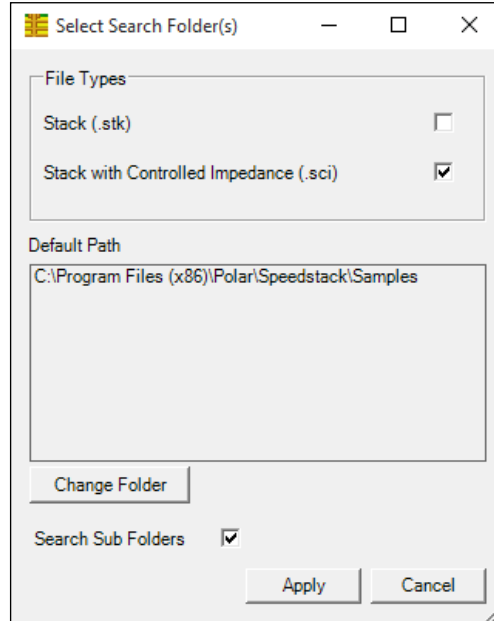 Select Search Folder(s)
File Types
Stack (.stk)
Stack with Controlled Impedance (.sci)
Default Path
C:\Program Files (x86)\Polar\Speedstack\Samples
Change Folder
Search Sub Folders
Apply Cancel